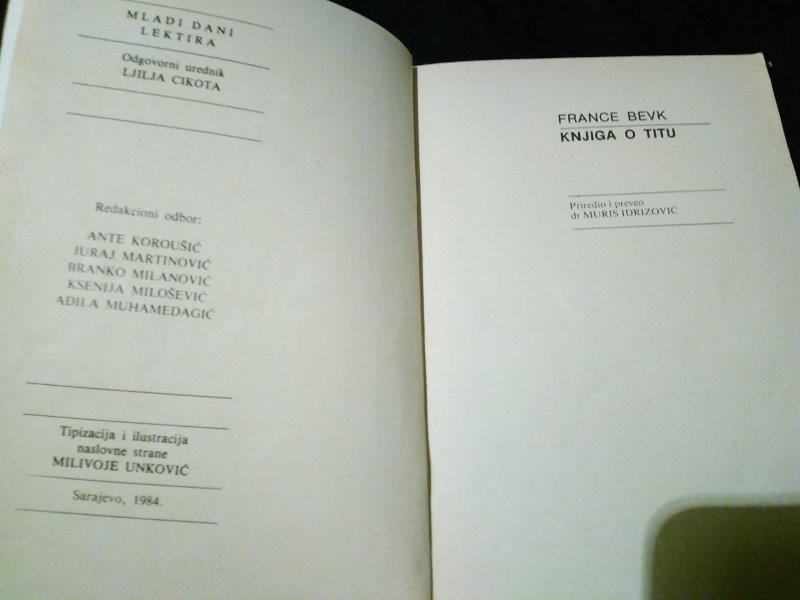 MLADI DANI
LEKTIRA
Odgovorni urednik
LJILJA CIKOTA
Redakcioni odbor:
ANTE KOROUŠIĆ
JURAJ MARTINOVIĆ
BRANKO MILANOVIĆ
KSENIJA MILOŠEVIĆ
ADILA MUHAMEDAGIĆ
Tipizacija i ilustracija
naslovne strane
MILIVOJE UNKOVIĆ
Sarajevo, 1984.
FRANCE BEVK
KNJIGA O TITU
Priredio i preveo
dr MURIS IDRIZOVIĆ